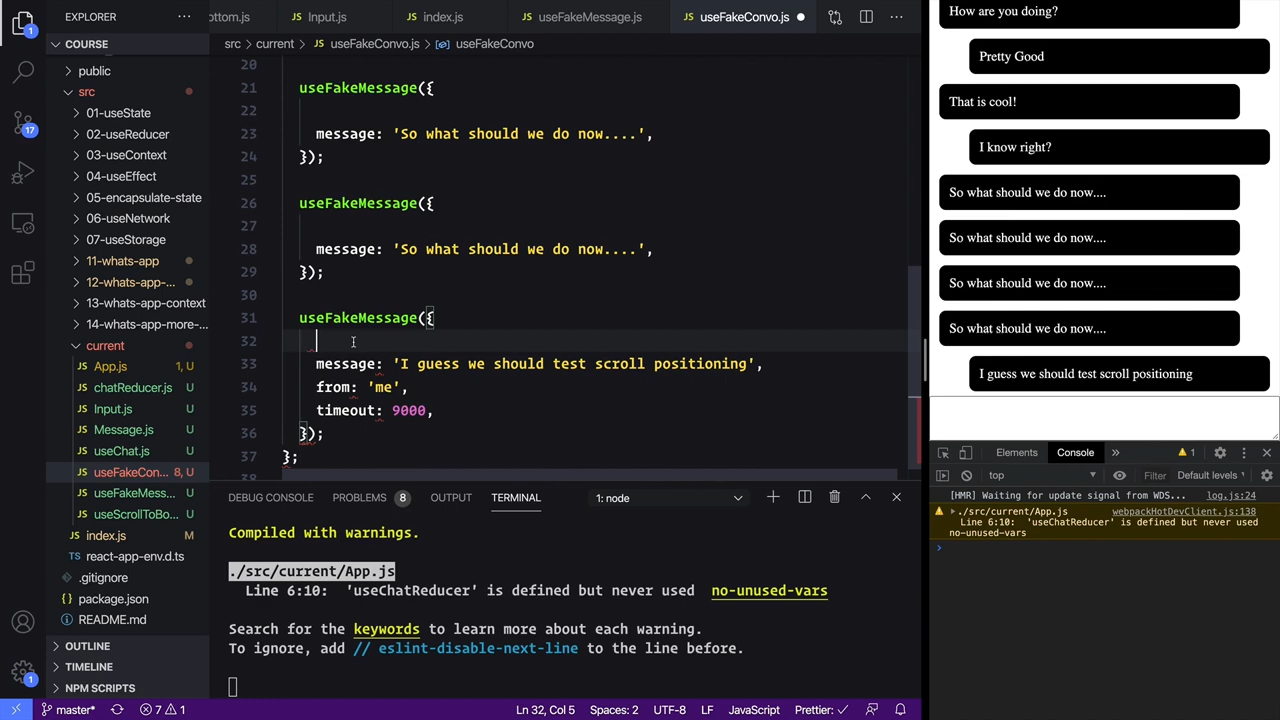 EXPLORER
COURSE
public
src
01-useState
02-useReducer
03-useContext
04-useEffect
05-encapsulate-state
06-useNetwork
07-useStorage
11-whats-app
12-whats-app-...
13-whats-app-context
14-whats-app-more-...
current
App.js 1, U
chatReducer.js U
Input.js U
Message.js U
useChat.js U
useFakeCon... 8, U
useFakeMess... U
useScrollToBo... U
index.js M
react-app-env.d.ts
.gitignore
package.json
README.md
OUTLINE
TIMELINE
NPM SCRIPTS
1
17
1
ottom.js Input.js index.js useFakeMessage.js useFakeConvo.js
src > current > JS useFakeConvo.js > useFakeConvo
20
21 useFakeMessage({
22
23 message: 'So what should we do now....',
24 });
25
26 useFakeMessage({
27
28 message: 'So what should we do now....',
29 });
30
31 useFakeMessage({
32
33 message: 'I guess we should test scroll positioning',
34 from: 'me',
35 timeout: 9000,
36 });
37 };
38
DEBUG CONSOLE PROBLEMS 8 OUTPUT TERMINAL 1: node
Compiled with warnings.
./src/current/App.js
Line 6:10: 'useChatReducer' is defined but never used no-unused-vars
Search for the keywords to learn more about each warning.
To ignore, add // eslint-disable-next-line to the line before.
master* 7 1 Ln 32, Col 5 Spaces: 2 UTF-8 LF JavaScript Prettier: ✓
How are you doing?
Pretty Good
That is cool!
I know right?
So what should we do now....
So what should we do now....
So what should we do now....
So what should we do now....
I guess we should test scroll positioning
Elements Console » 1
top Filter Default levels
[HMR] Waiting for update signal from WDS... log.js:24
./src/current/App.js webpackHotDevClient.js:138
Line 6:10: 'useChatReducer' is defined but never used
no-unused-vars